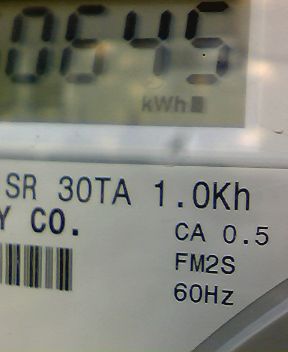 0645
kWh
SR 30TA 1.0Kh
Y CO.
CA 0.5
FM2S
60Hz